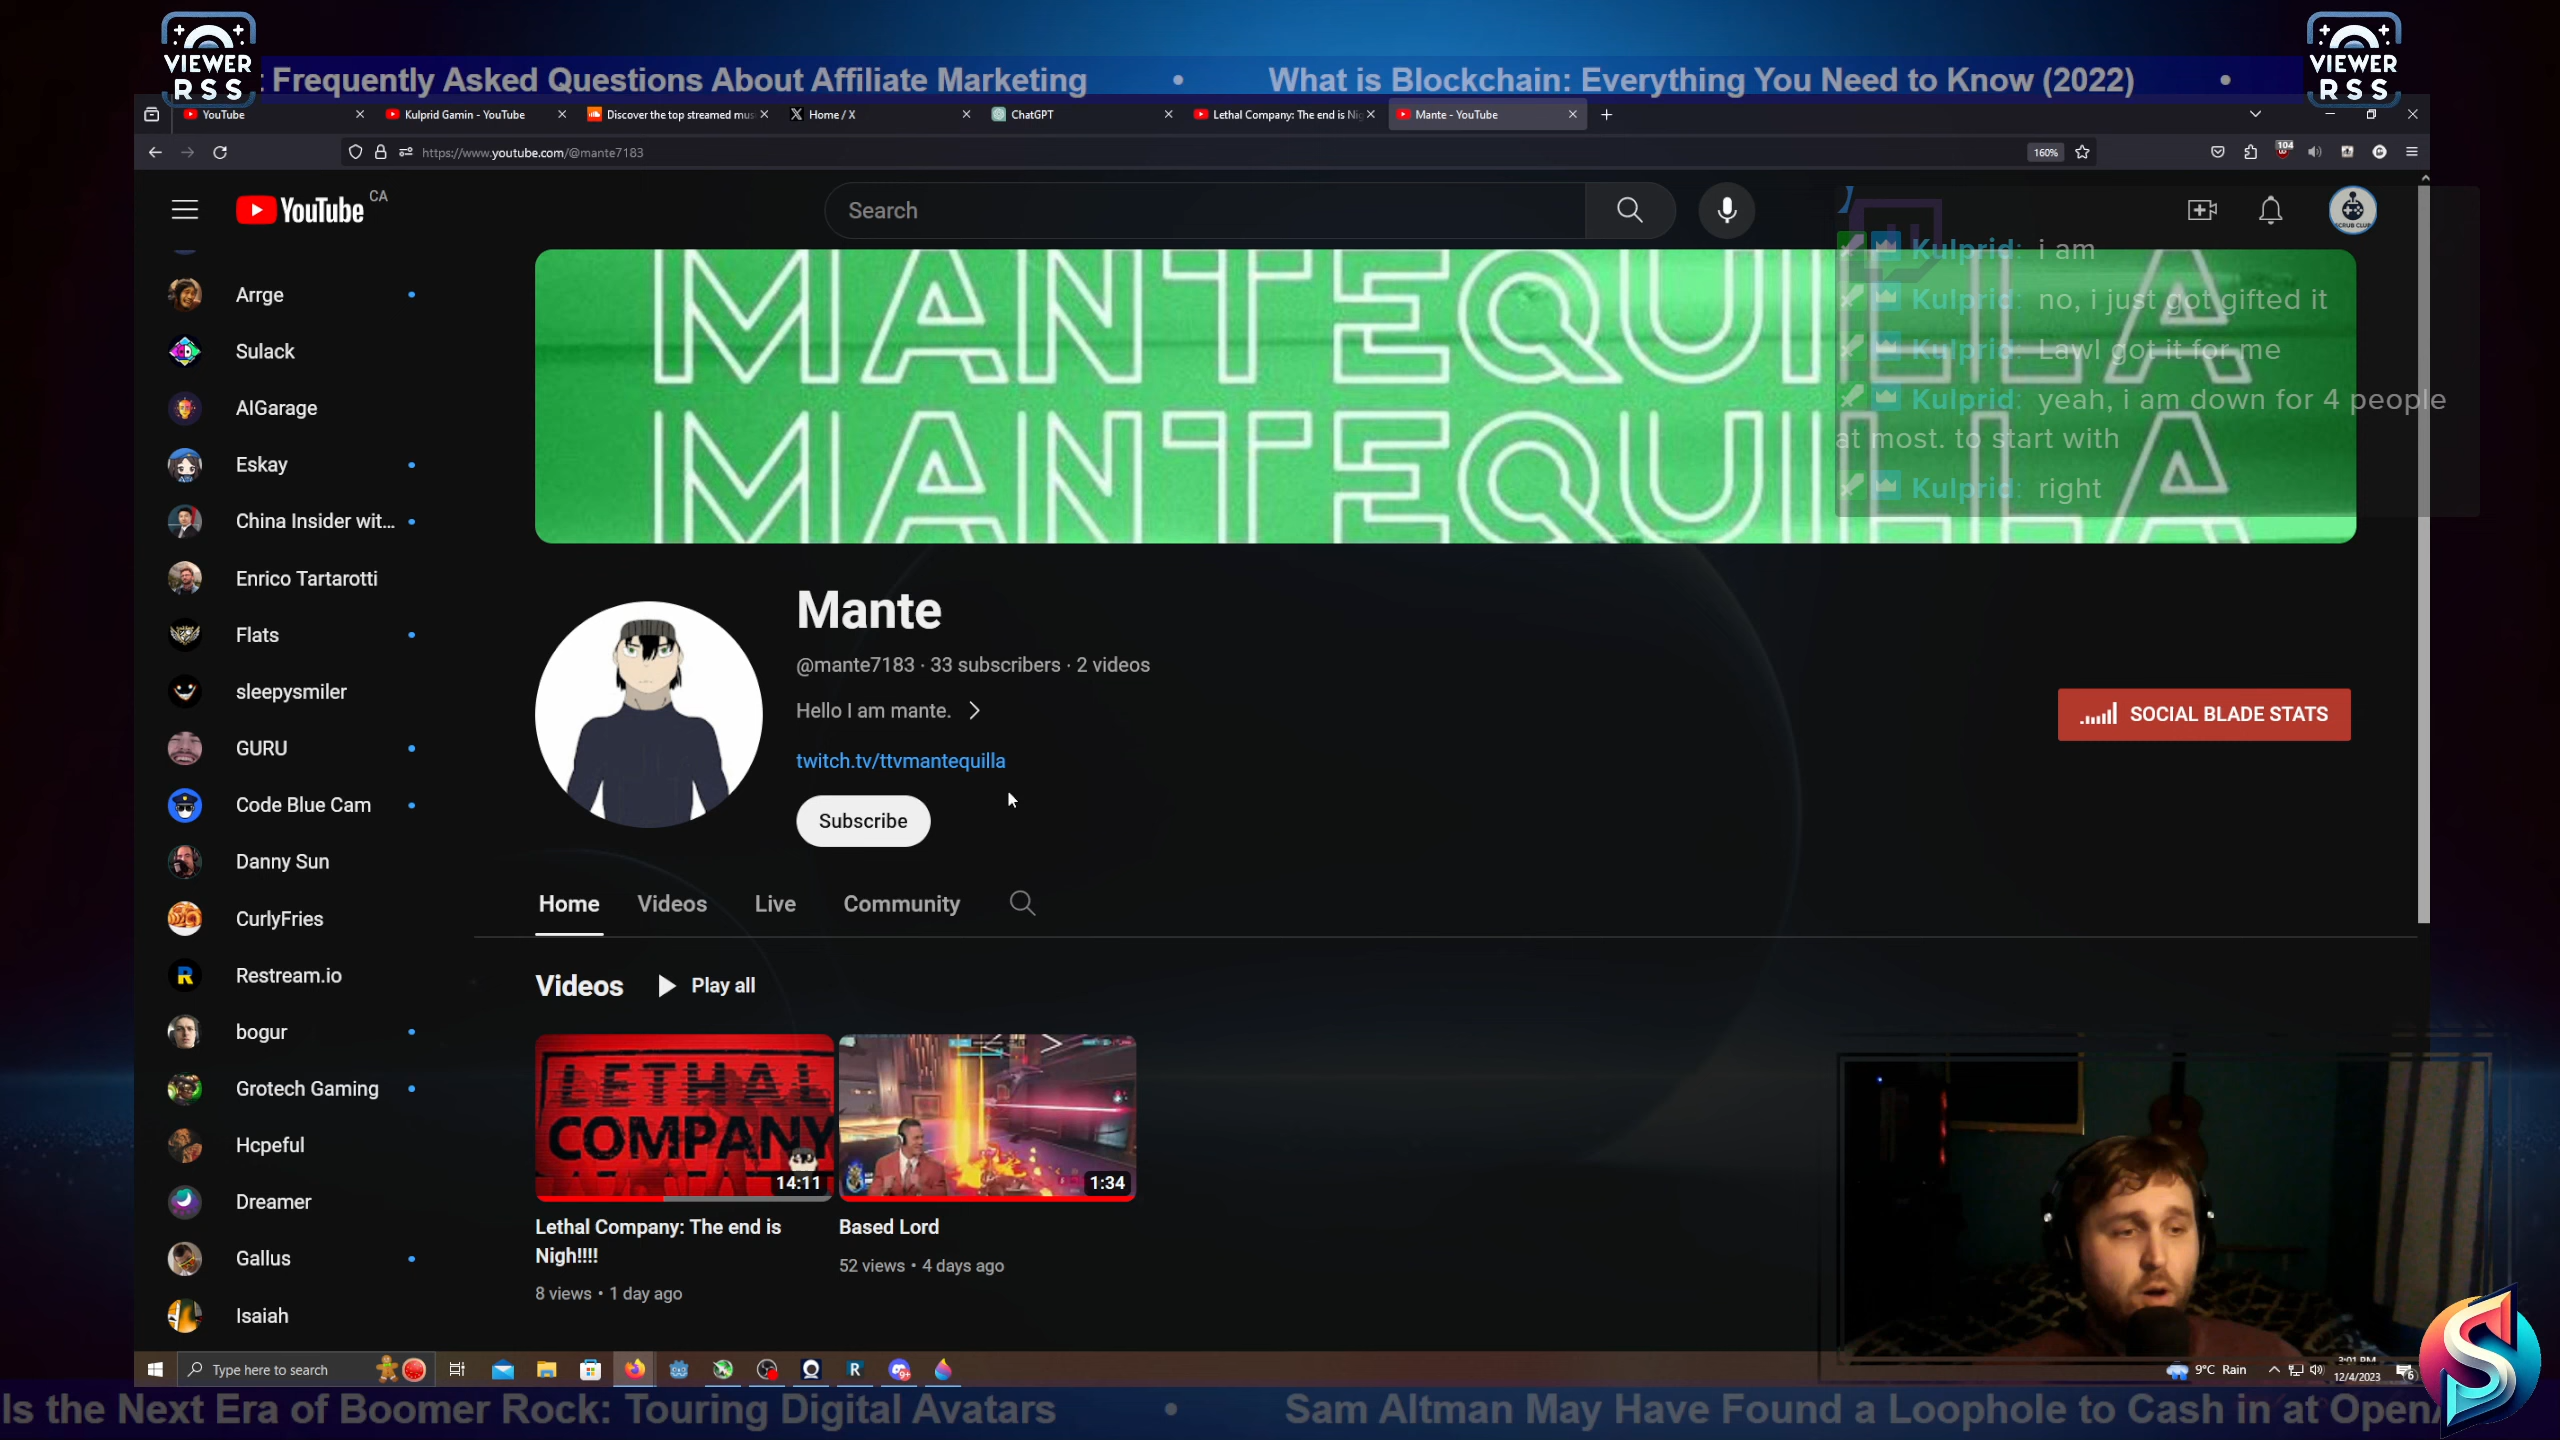 VIEWER
RSS
Frequently Asked Questions About Affiliate Marketing • What is Blockchain: Everything You Need to Know (2022) •
VIEWER
RSS
YouTube
Kulprid Gamin - YouTube
Discover the top streamed mus
Home / X
ChatGPT
Lethal Company: The end is Nig
Mante - YouTube
https://www.youtube.com/@mante7183
160%
104
YouTube CA
Search
Arrge
Sulack
AIGarage
Eskay
China Insider wit...
Enrico Tartarotti
Flats
sleepysmiler
GURU
Code Blue Cam
Danny Sun
CurlyFries
Restream.io
bogur
Grotech Gaming
Hcpeful
Dreamer
Gallus
Isaiah
MANTEQUILLA
MANTEQUILLA
Kulprid: i am
Kulprid: no, i just got gifted it
Kulprid: Lawl got it for me
Kulprid: yeah, i am down for 4 people
at most. to start with
Kulprid: right
Mante
@mante7183 · 33 subscribers · 2 videos
Hello I am mante.
twitch.tv/ttvmantequilla
Subscribe
SOCIAL BLADE STATS
Home
Videos
Live
Community
Videos
Play all
LETHAL
COMPANY
14:11
1:34
Lethal Company: The end is
Nigh!!!!
8 views • 1 day ago
Based Lord
52 views • 4 days ago
Type here to search
9°C Rain
3:01 PM
12/4/2023
Is the Next Era of Boomer Rock: Touring Digital Avatars • Sam Altman May Have Found a Loophole to Cash in at Open